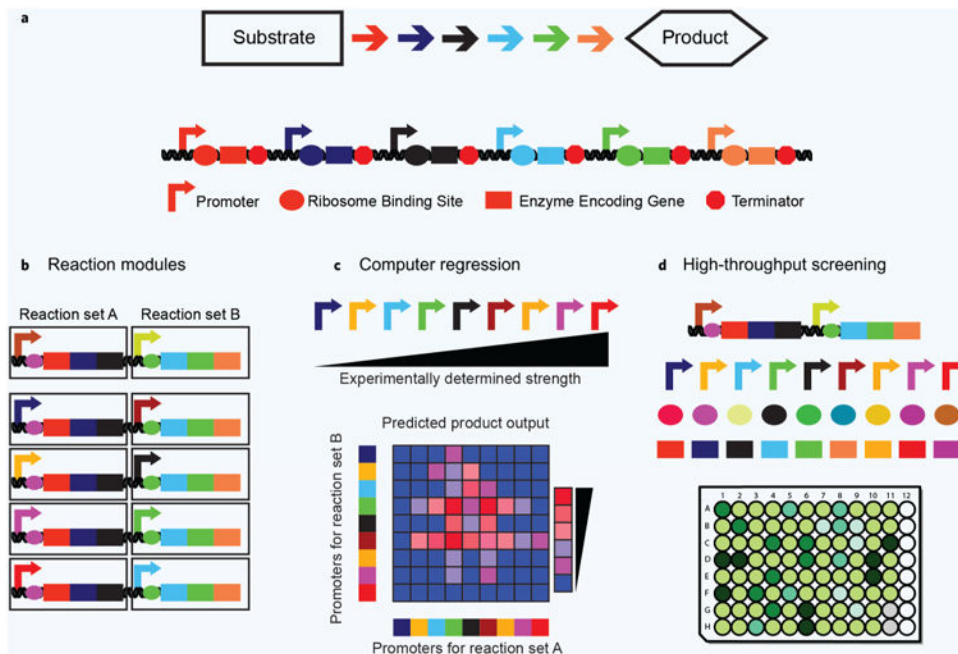 a
Substrate
Product
Promoter
Ribosome Binding Site
Enzyme Encoding Gene
Terminator
b Reaction modules
Reaction set A
Reaction set B
c Computer regression
Experimentally determined strength
Predicted product output
Promoters for reaction set B
Promoters for reaction set A
d High-throughput screening
1 2 3 4 5 6 7 8 9 10 11 12
A
B
C
D
E
F
G
H